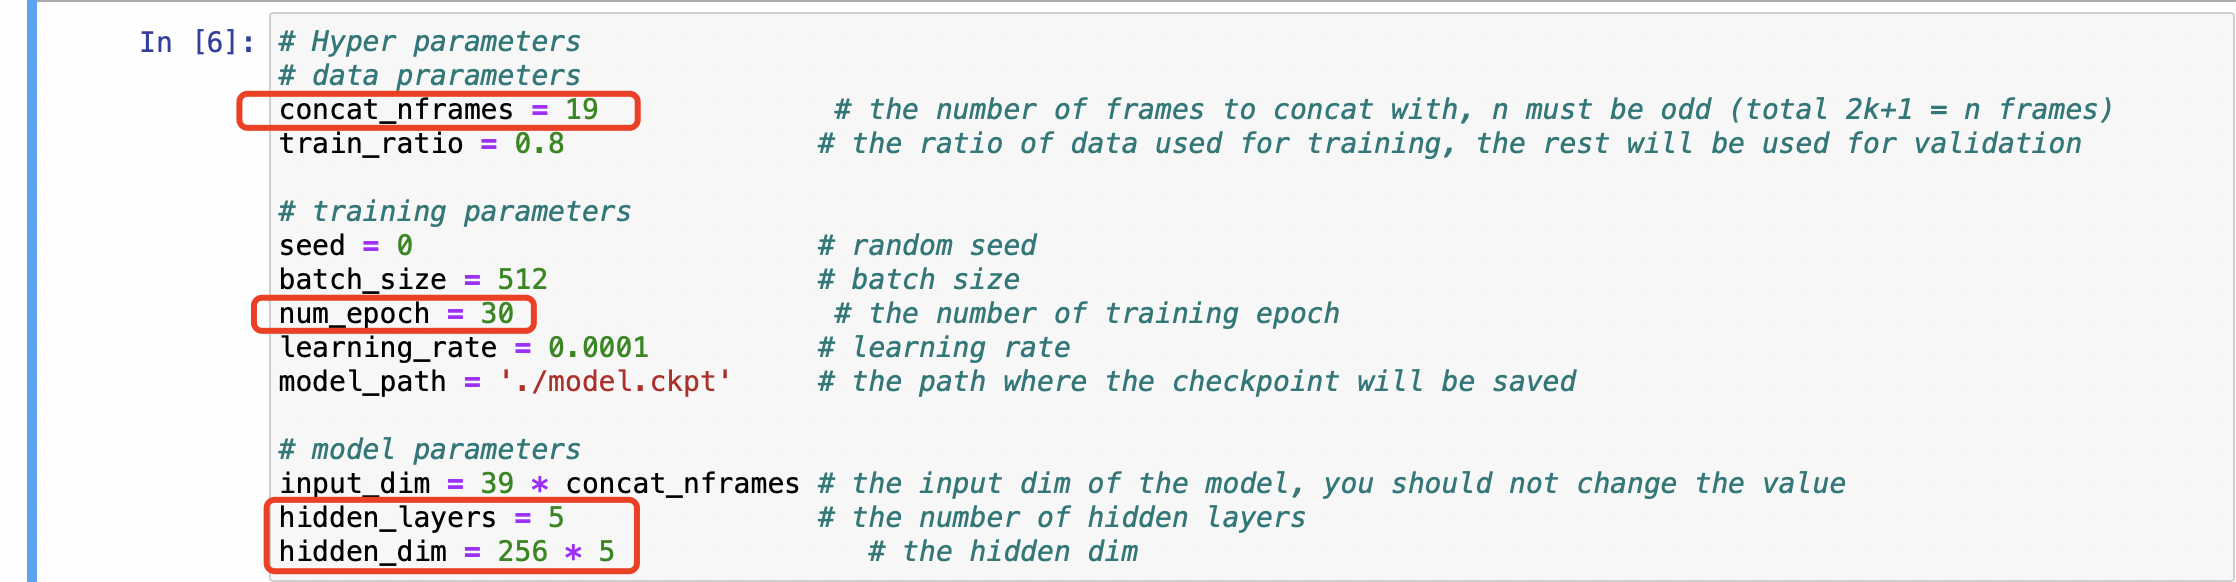 In [6]: # Hyper parameters
# data prarameters
concat_nframes = 19 # the number of frames to concat with, n must be odd (total 2k+1 = n frames)
train_ratio = 0.8 # the ratio of data used for training, the rest will be used for validation
# training parameters
seed = 0 # random seed
batch_size = 512 # batch size
num_epoch = 30 # the number of training epoch
learning_rate = 0.0001 # learning rate
model_path = './model.ckpt' # the path where the checkpoint will be saved
# model parameters
input_dim = 39 * concat_nframes # the input dim of the model, you should not change the value
hidden_layers = 5 # the number of hidden layers
hidden_dim = 256 * 5 # the hidden dim